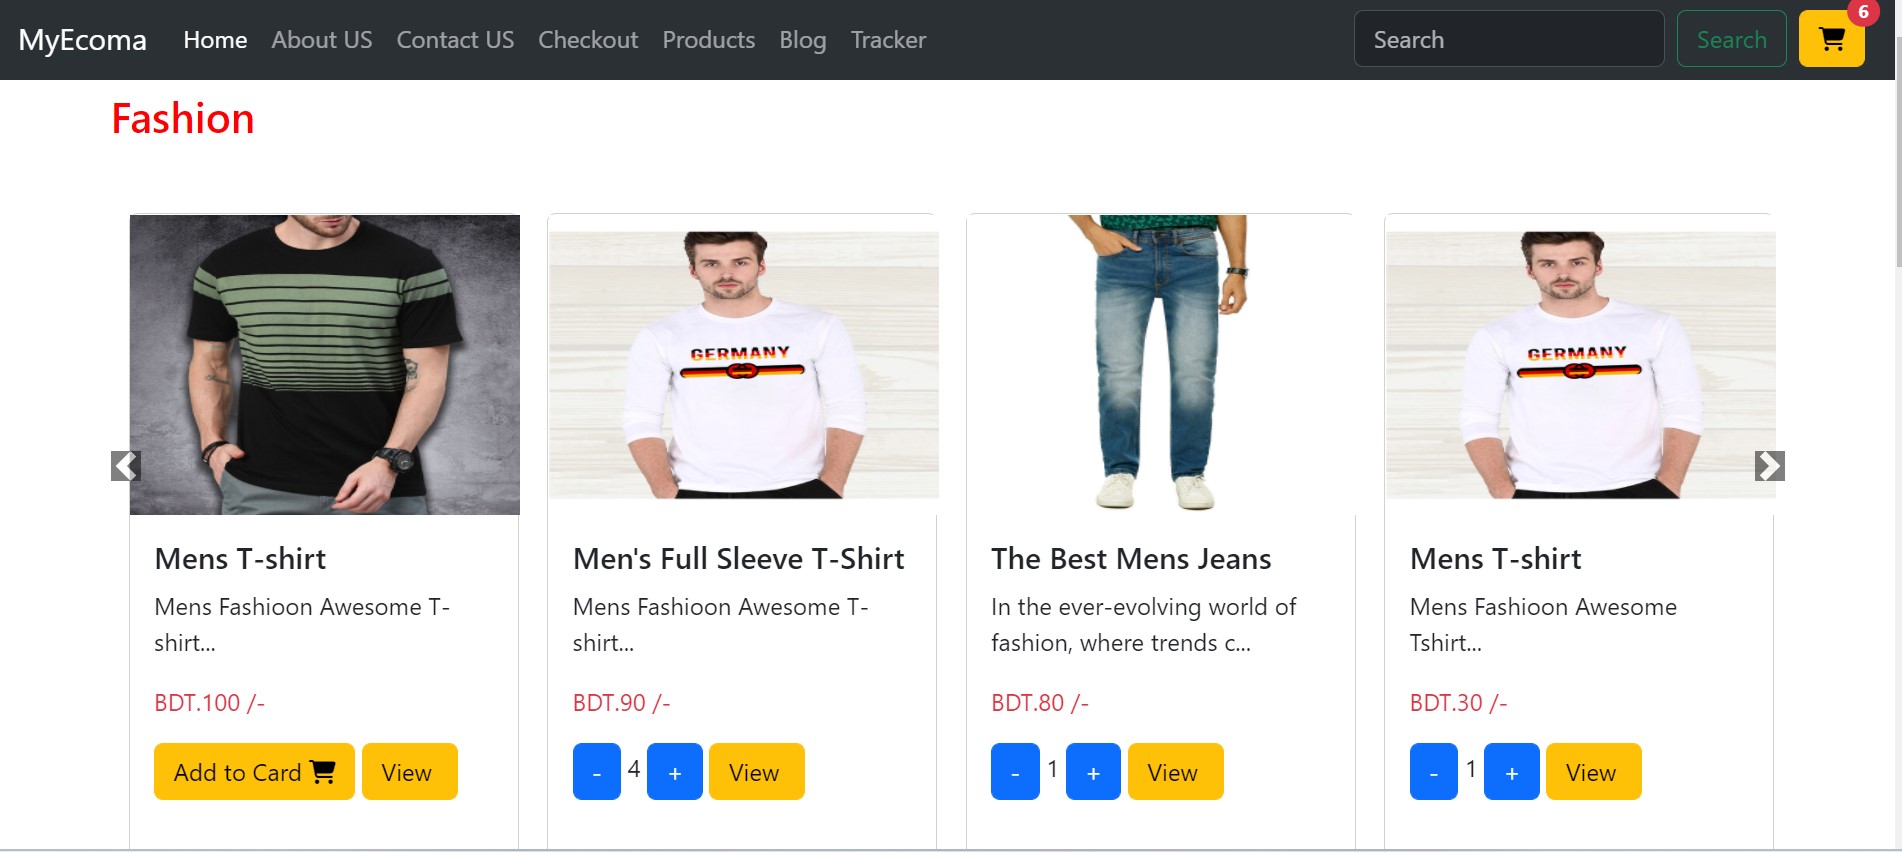 MyEcoma Home About US Contact US Checkout Products Blog Tracker Search Search 6
Fashion
GERMANY
GERMANY
Mens T-shirt
Mens Fashioon Awesome T-
shirt...
BDT.100 /-
Add to Card View
Men's Full Sleeve T-Shirt
Mens Fashioon Awesome T-
shirt...
BDT.90 /-
- 4 + View
The Best Mens Jeans
In the ever-evolving world of
fashion, where trends c...
BDT.80 /-
- 1 + View
Mens T-shirt
Mens Fashioon Awesome
Tshirt...
BDT.30 /-
- 1 + View